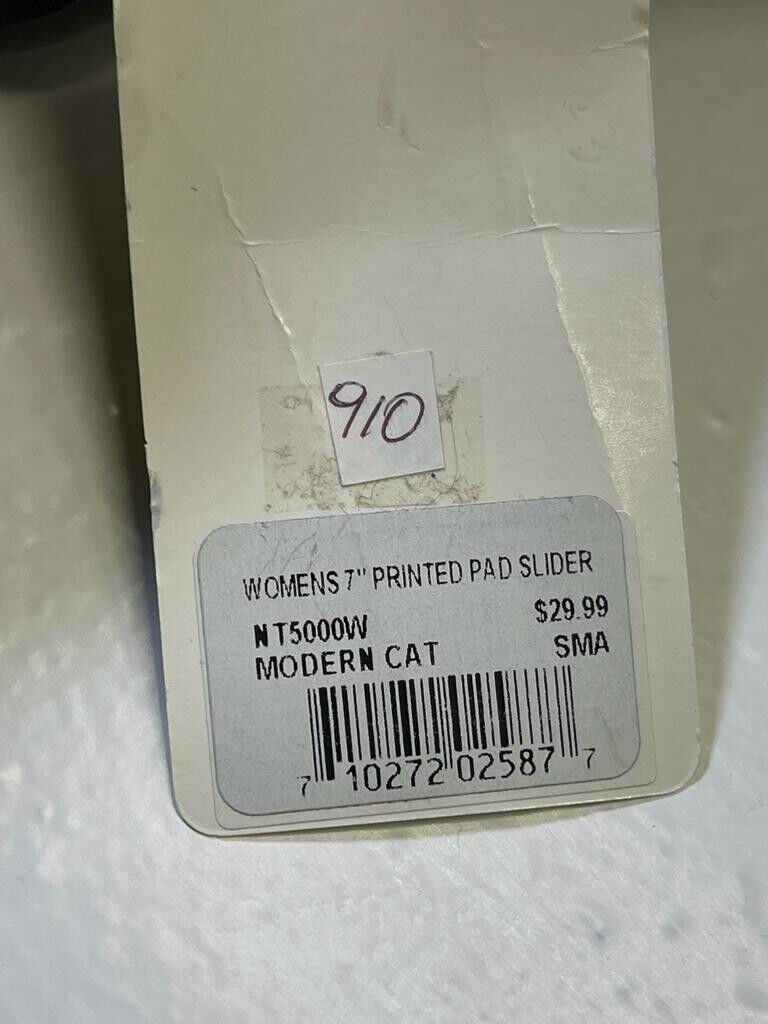 910
WOMENS 7" PRINTED PAD SLIDER
NT5000W $29.99
MODERN CAT SMA
7 10272 02587 7